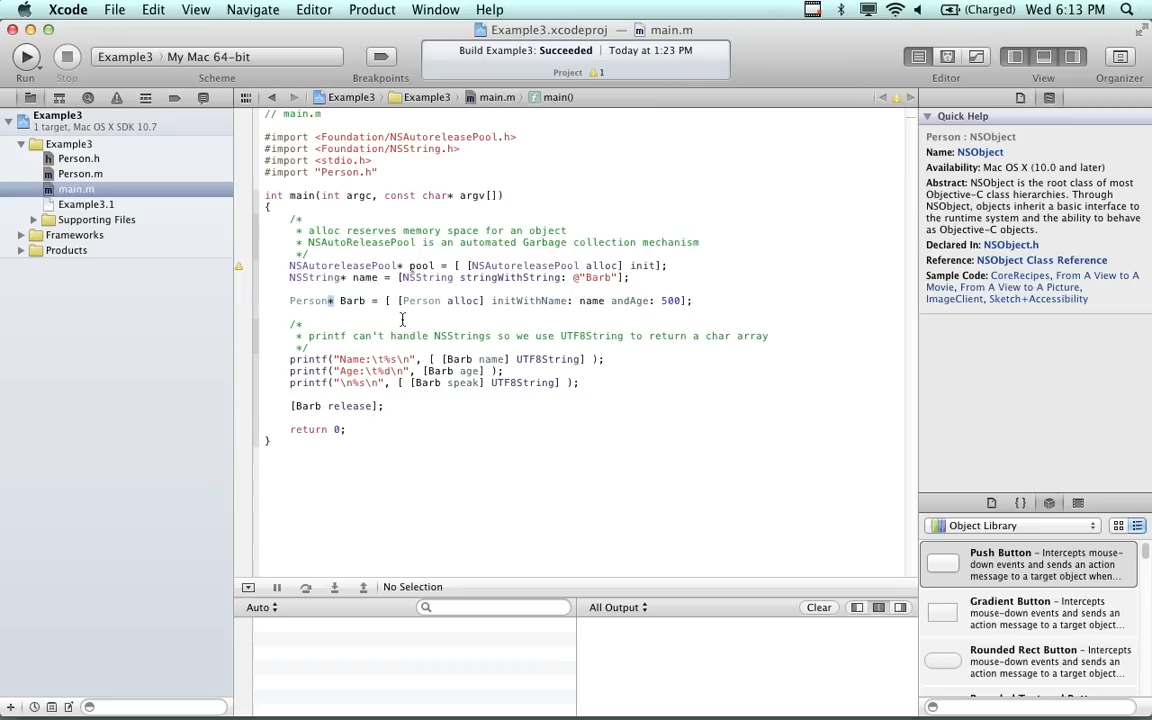 Xcode File Edit View Navigate Editor Product Window Help (Charged) Wed 6:13 PM
Example3.xcodeproj — main.m
Example3 My Mac 64-bit
Build Example3: Succeeded | Today at 1:23 PM
Project 1
Run Stop Scheme Breakpoints Editor View Organizer
Example3 Example3 main.m main()
Example3
1 target, Mac OS X SDK 10.7
Example3
Person.h
Person.m
main.m
Example3.1
Supporting Files
Frameworks
Products
// main.m
#import <Foundation/NSAutoreleasePool.h>
#import <Foundation/NSString.h>
#import <stdio.h>
#import "Person.h"
int main(int argc, const char* argv[])
{
/*
* alloc reserves memory space for an object
* NSAutoReleasePool is an automated Garbage collection mechanism
*/
NSAutoreleasePool* pool = [ [NSAutoreleasePool alloc] init];
NSString* name = [NSString stringWithString: @"Barb"];
Person* Barb = [ [Person alloc] initWithName: name andAge: 500];
/*
* printf can't handle NSStrings so we use UTF8String to return a char array
*/
printf("Name:\t%s\n", [ [Barb name] UTF8String] );
printf("Age:\t%d\n", [Barb age] );
printf("\n%s\n", [ [Barb speak] UTF8String] );
[Barb release];
return 0;
}
No Selection
Auto
All Output
Clear
Quick Help
Person : NSObject
Name: NSObject
Availability: Mac OS X (10.0 and later)
Abstract: NSObject is the root class of most
Objective-C class hierarchies. Through
NSObject, objects inherit a basic interface to
the runtime system and the ability to behave
as Objective-C objects.
Declared In: NSObject.h
Reference: NSObject Class Reference
Sample Code: CoreRecipes, From A View to A
Movie, From A View to A Picture,
ImageClient, Sketch+Accessibility
Object Library
Push Button – Intercepts mouse-
down events and sends an action
message to a target object when...
Gradient Button – Intercepts
mouse-down events and sends an
action message to a target object...
Rounded Rect Button – Intercepts
mouse-down events and sends an
action message to a target object...